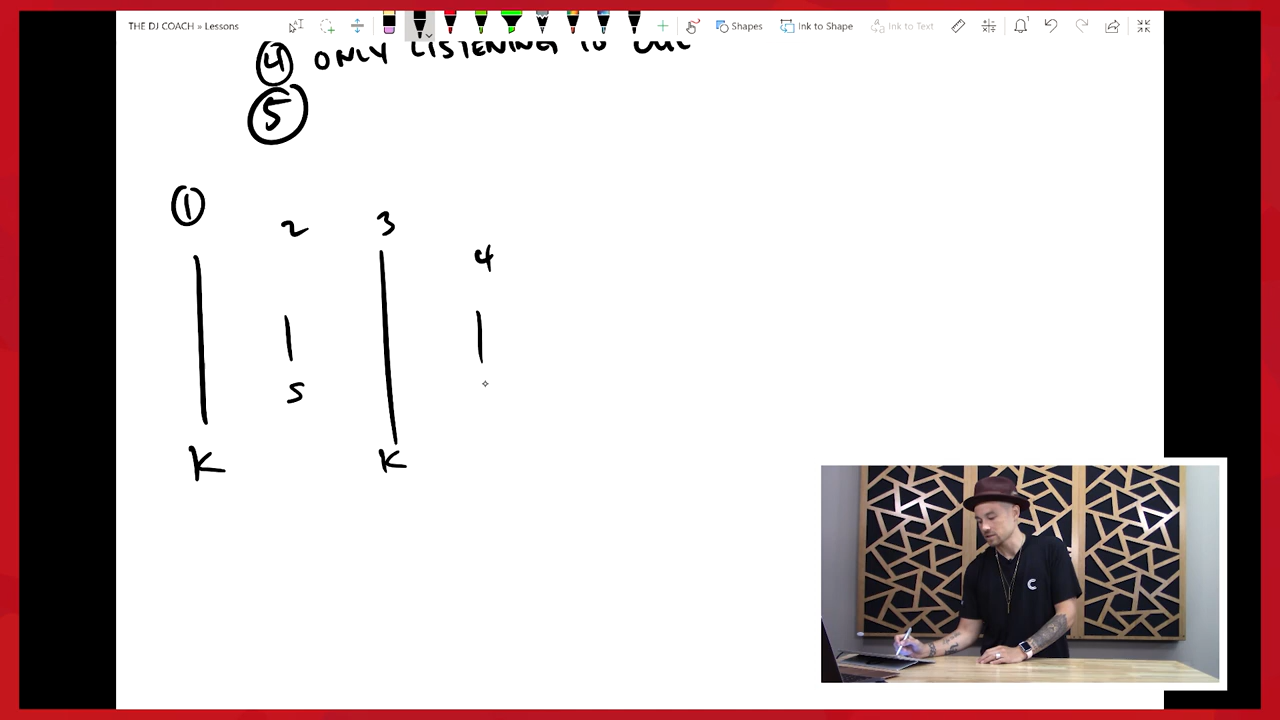 THE DJ COACH » Lessons
Shapes
Ink to Shape
Ink to Text
4 ONLY LISTENING TO CUE
5
1 2 3 4
S
K K
C